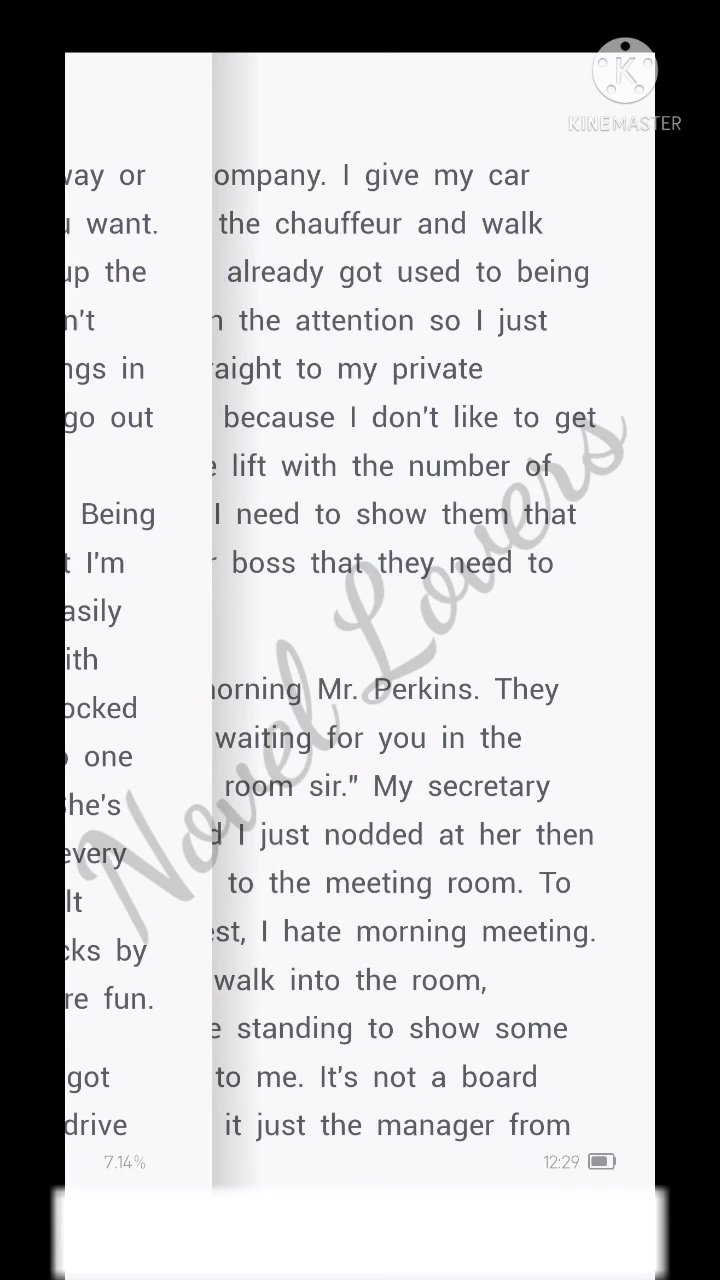 KINEMASTER
way or
want.
up the
n't
ngs in
go out
Being
t I'm
asily
ith
ocked
one
She's
every
lt
cks by
re fun.
got
drive
7.14%
ompany. I give my car
the chauffeur and walk
already got used to being
the attention so I just
raight to my private
because I don't like to get
lift with the number of
I need to show them that
boss that they need to
morning Mr. Perkins. They
waiting for you in the
room sir." My secretary
d I just nodded at her then
to the meeting room. To
est, I hate morning meeting.
walk into the room,
e standing to show some
to me. It's not a board
it just the manager from
12:29
Novel Lovers